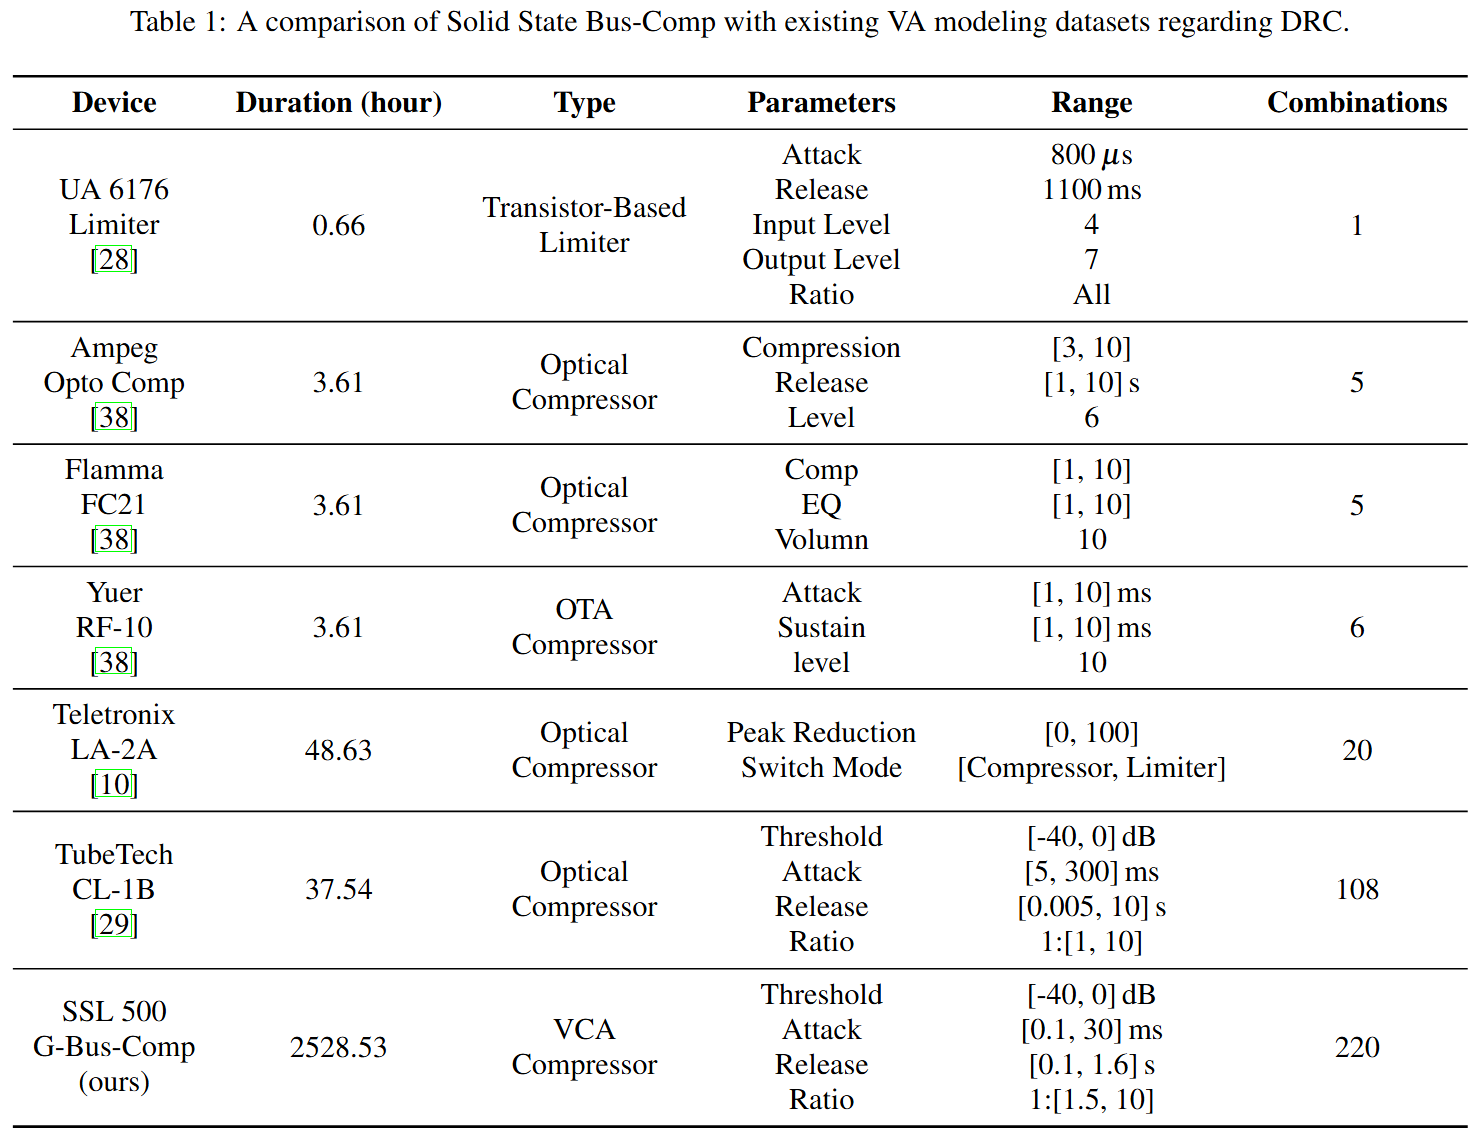 Table 1: A comparison of Solid State Bus-Comp with existing VA modeling datasets regarding DRC.
Device Duration (hour) Type Parameters Range Combinations
UA 6176
Limiter
[28]
0.66
Transistor-Based
Limiter
Attack
Release
Input Level
Output Level
Ratio
800 μs
1100 ms
4
7
All
1
Ampeg
Opto Comp
[38]
3.61
Optical
Compressor
Compression
Release
Level
[3, 10]
[1, 10] s
6
5
Flamma
FC21
[38]
3.61
Optical
Compressor
Comp
EQ
Volumn
[1, 10]
[1, 10]
10
5
Yuer
RF-10
[38]
3.61
OTA
Compressor
Attack
Sustain
level
[1, 10] ms
[1, 10] ms
10
6
Teletronix
LA-2A
[10]
48.63
Optical
Compressor
Peak Reduction
Switch Mode
[0, 100]
[Compressor, Limiter]
20
TubeTech
CL-1B
[29]
37.54
Optical
Compressor
Threshold
Attack
Release
Ratio
[-40, 0] dB
[5, 300] ms
[0.005, 10] s
1:[1, 10]
108
SSL 500
G-Bus-Comp
(ours)
2528.53
VCA
Compressor
Threshold
Attack
Release
Ratio
[-40, 0] dB
[0.1, 30] ms
[0.1, 1.6] s
1:[1.5, 10]
220